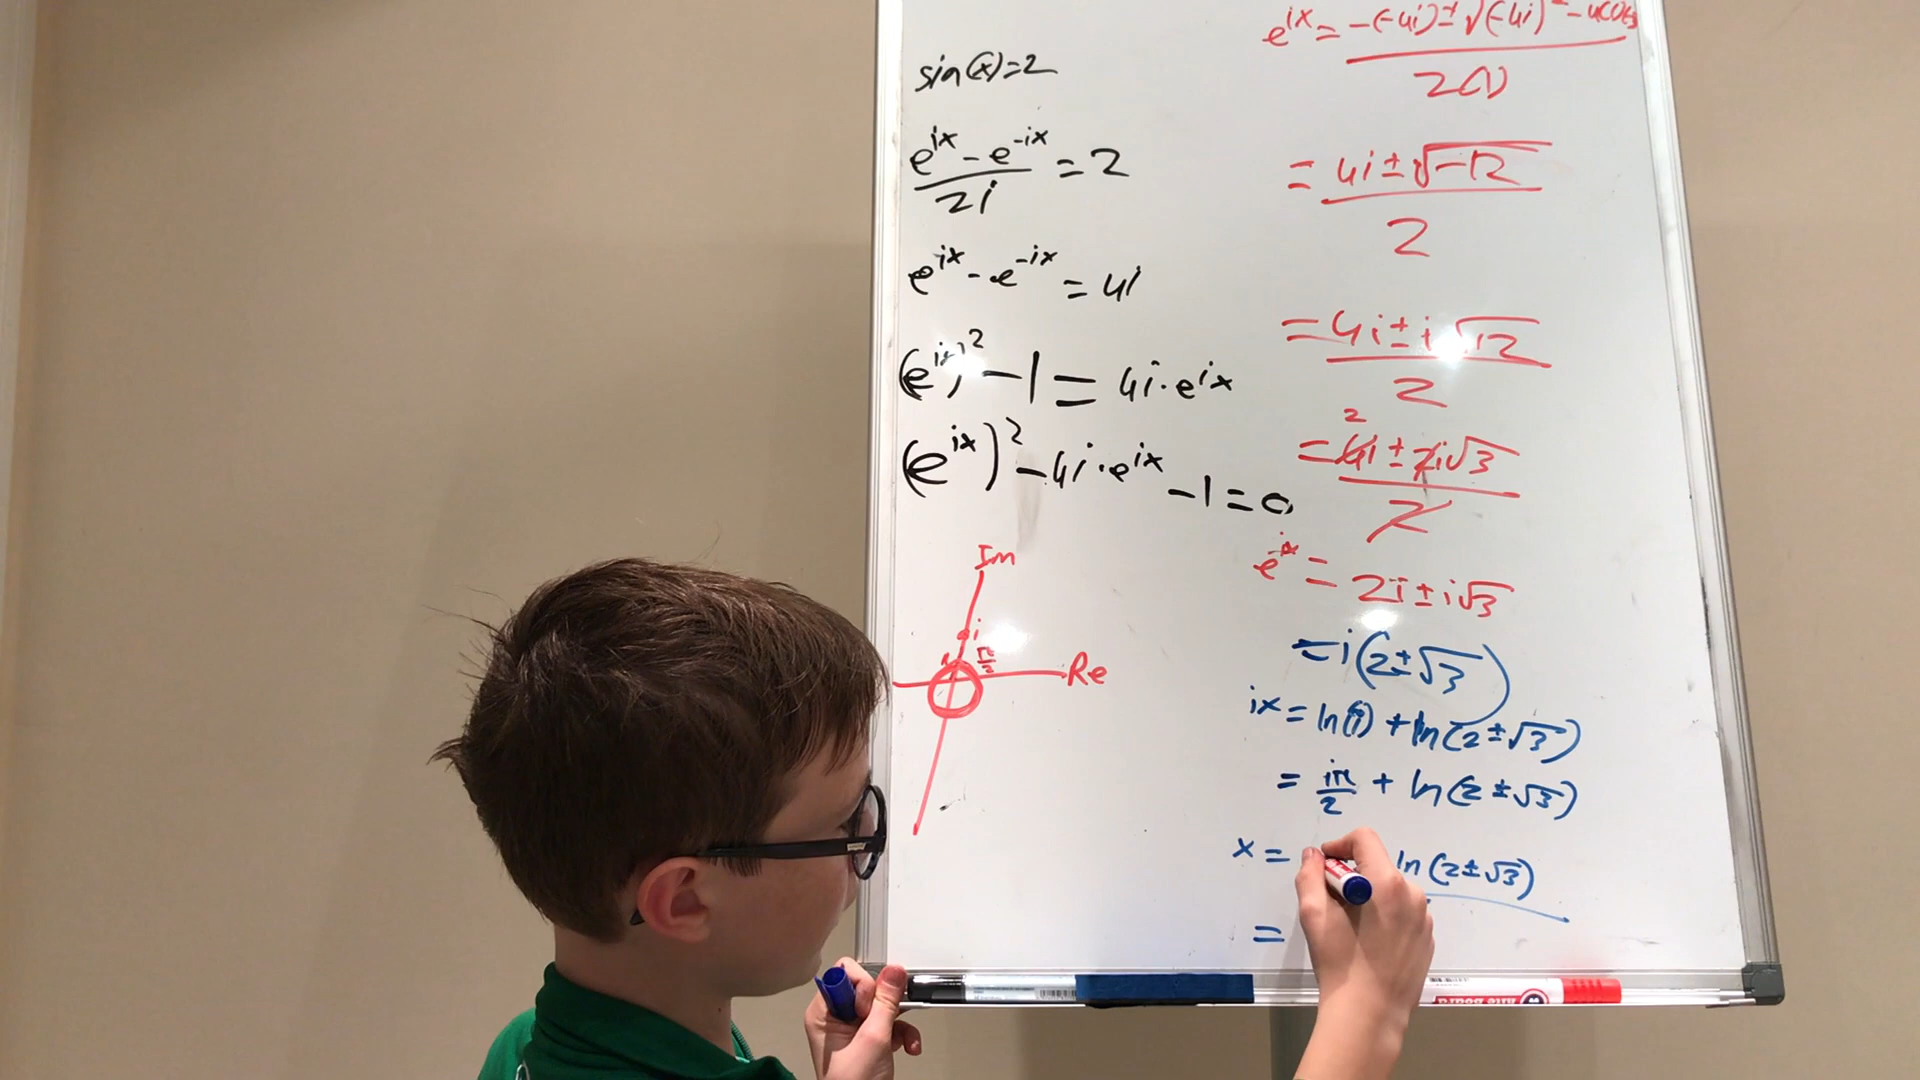 sin(x)=2
e^ix - e^-ix / 2i = 2
e^ix - e^-ix = 4i
(e^ix)^2 - 1 = 4i·e^ix
(e^ix)^2 - 4i·e^ix - 1 = 0
Im
i
π/2
Re
e^ix = -(-4i) ± √(-4i)^2 - 4(1)(-1) / 2(1)
= 4i ± √-12 / 2
= 4i ± i√12 / 2
2
= 4i ± 2i√3 / 2
e^ix = 2i ± i√3
= i(2±√3)
ix = ln(i) + ln(2±√3)
= iπ/2 + ln(2±√3)
x = ln(2±√3)
=